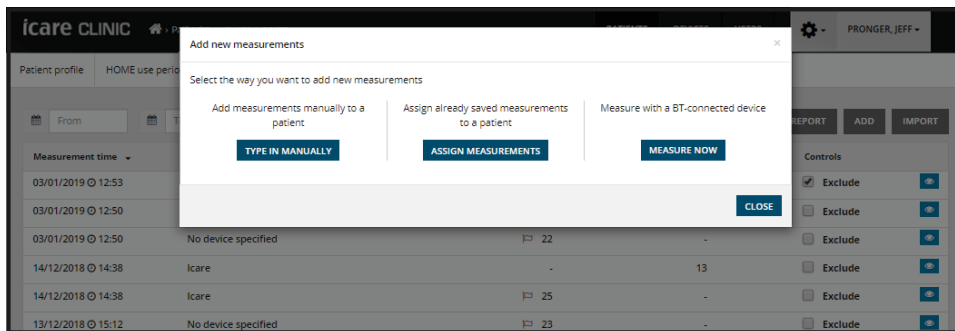 ícare CLINIC
PATIENTS DEVICES USERS
PRONGER, JEFF
Add new measurements ×
Patient profile HOME use perio
Select the way you want to add new measurements
Add measurements manually to a
patient
TYPE IN MANUALLY
Assign already saved measurements
to a patient
ASSIGN MEASUREMENTS
Measure with a BT-connected device
MEASURE NOW
CLOSE
From T REPORT ADD IMPORT
Measurement time Controls
03/01/2019 12:53 Exclude
03/01/2019 12:50 Exclude
03/01/2019 12:50 No device specified 22 - Exclude
14/12/2018 14:38 Icare - 13 Exclude
14/12/2018 14:38 Icare 25 - Exclude
13/12/2018 15:12 No device specified 23 - Exclude